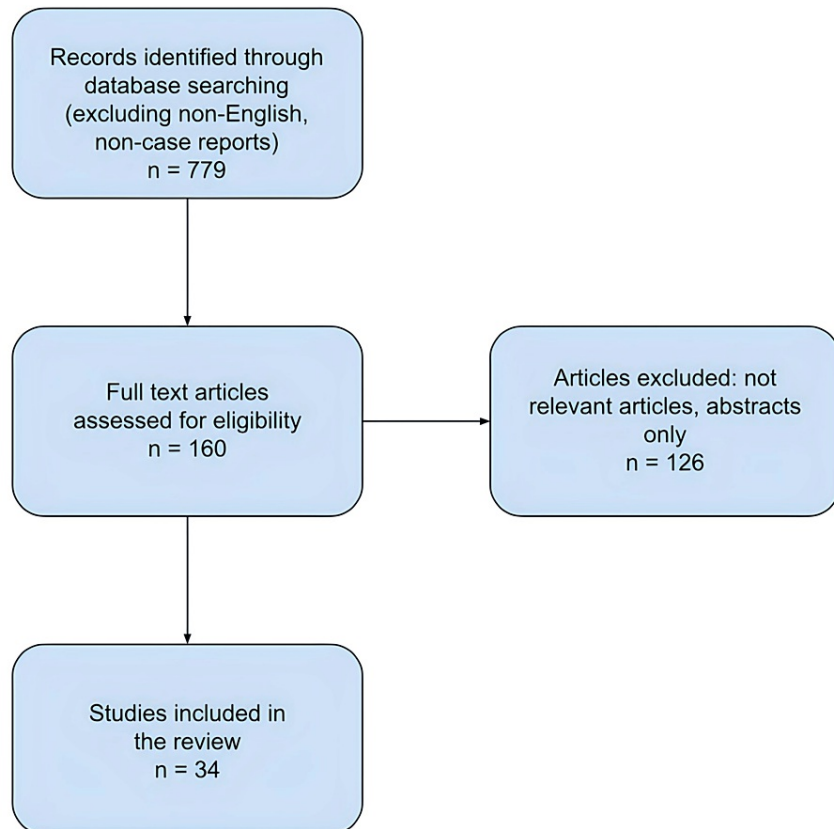 Records identified through
database searching
(excluding non-English,
non-case reports)
n = 779
Full text articles
assessed for eligibility
n = 160
Articles excluded: not
relevant articles, abstracts
only
n = 126
Studies included in
the review
n = 34